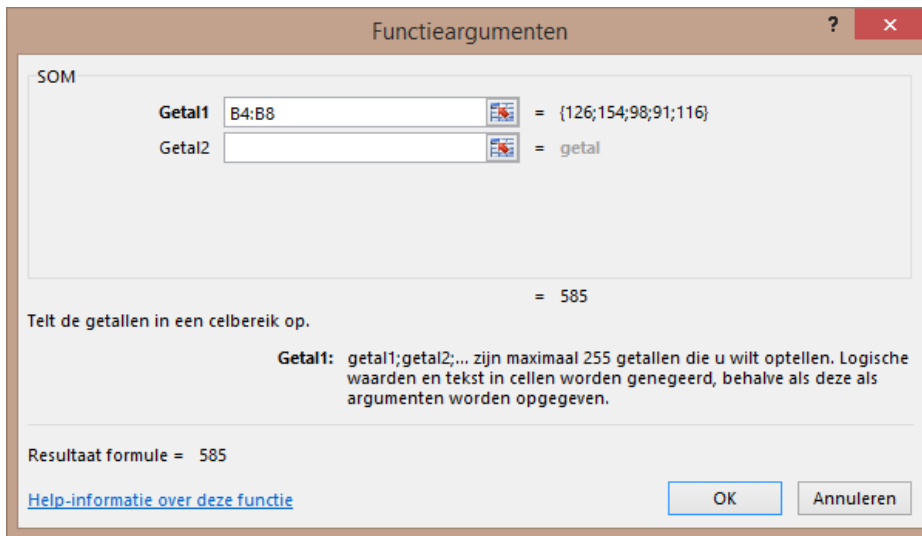 Functieargumenten
?
×
SOM
Getal1 B4:B8 = {126;154;98;91;116}
Getal2 = getal
= 585
Telt de getallen in een celbereik op.
Getal1: getal1;getal2;... zijn maximaal 255 getallen die u wilt optellen. Logische
waarden en tekst in cellen worden genegeerd, behalve als deze als
argumenten worden opgegeven.
Resultaat formule = 585
Help-informatie over deze functie
OK
Annuleren